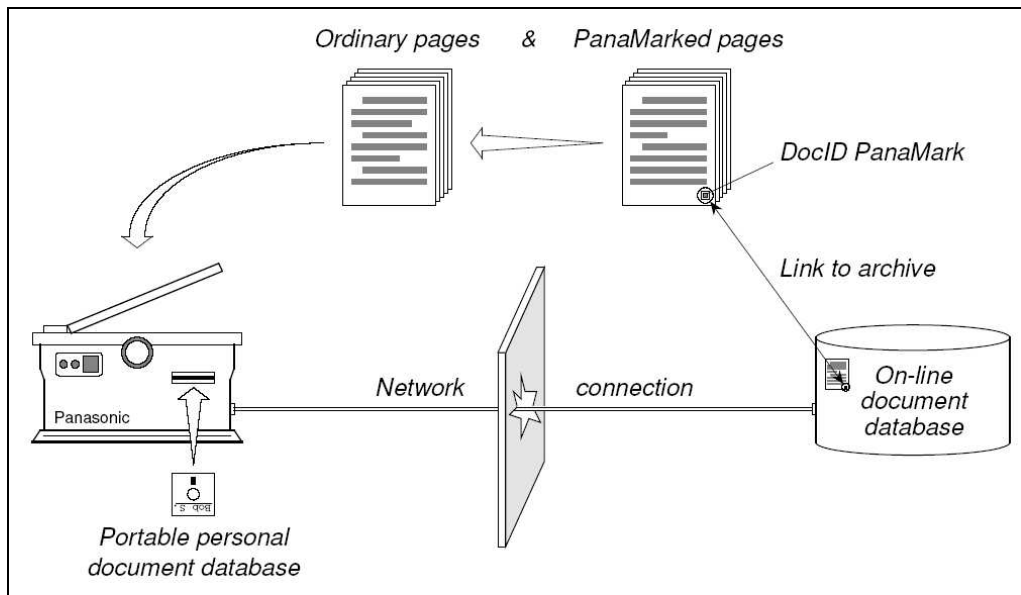 Ordinary pages & PanaMarked pages
DocID PanaMark
Link to archive
Network connection
On-line
document
database
Panasonic
Bob S.
Portable personal
document database